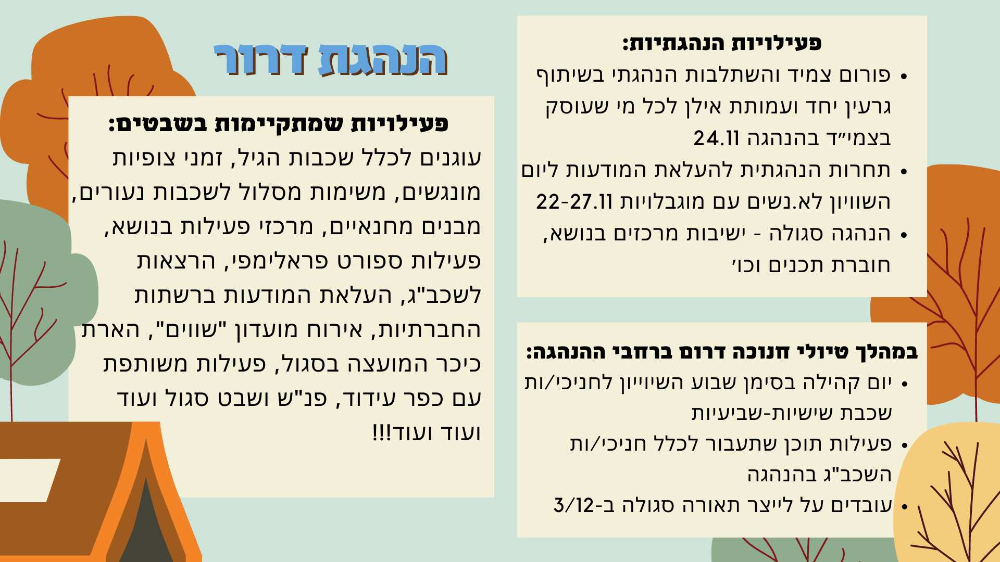 הנהגת דרור
פעילויות הנהגתיות:
• פורום צמיד והשתלבות הנהגתי בשיתוף
גרעין יחד ועמותת אילן לכל מי שעוסק
בצמי״ד בהנהגה 24.11
• תחרות הנהגתית להעלאת המודעות ליום
השוויון לא.נשים עם מוגבלויות 22-27.11
• הנהגה סגולה - ישיבות מרכזים בנושא,
חוברת תכנים וכו׳
במהלך טיולי חנוכה דרום ברחבי ההנהגה:
• יום קהילה בסימן שבוע השיוייון לחניכי/ות
שכבת שישיות-שביעיות
• פעילות תוכן שתעבור לכלל חניכי/ות
השכב"ג בהנהגה
• עובדים על לייצר תאורה סגולה ב-3/12
פעילויות שמתקיימות בשבטים:
עוגנים לכלל שכבות הגיל, זמני צופיות
מונגשים, משימות מסלול לשכבות נעורים,
מבנים מחנאיים, מרכזי פעילות בנושא,
פעילות ספורט פראלימפי, הרצאות
לשכב"ג, העלאת המודעות ברשתות
החברתיות, אירוח מועדון "שווים", הארת
כיכר המועצה בסגול, פעילות משותפת
עם כפר עידוד, פנ"ש ושבט סגול ועוד
ועוד ועוד!!!